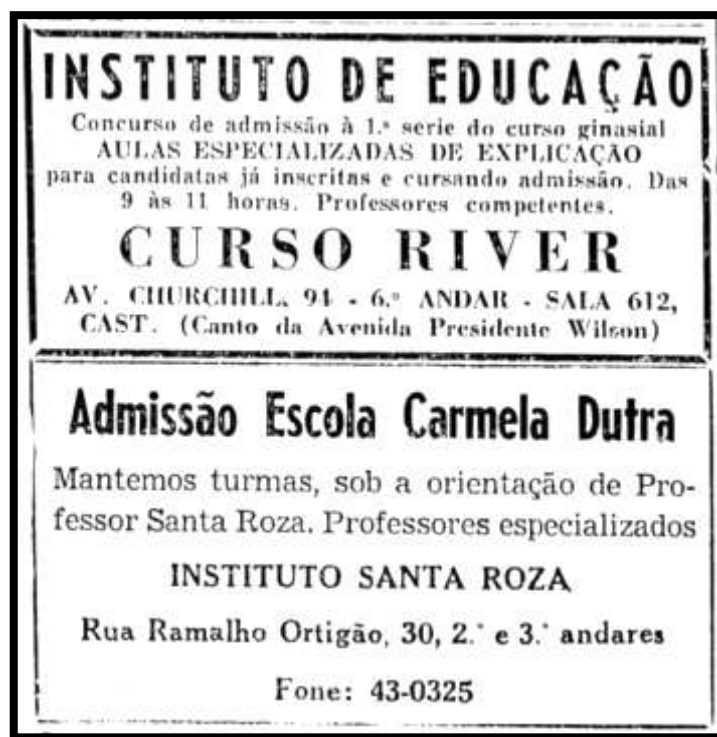 INSTITUTO DE EDUCAÇÃO
Concurso de admissão à 1.ª serie do curso ginasial
AULAS ESPECIALIZADAS DE EXPLICAÇÃO
para candidatas já inscritas e cursando admissão. Das
9 às 11 horas. Professores competentes.
CURSO RIVER
AV. CHURCHILL, 94 - 6.º ANDAR - SALA 612,
CAST. (Canto da Avenida Presidente Wilson)
Admissão Escola Carmela Dutra
Mantemos turmas, sob a orientação de Pro-
fessor Santa Roza. Professores especializados
INSTITUTO SANTA ROZA
Rua Ramalho Ortigão, 30, 2.º e 3.º andares
Fone: 43-0325